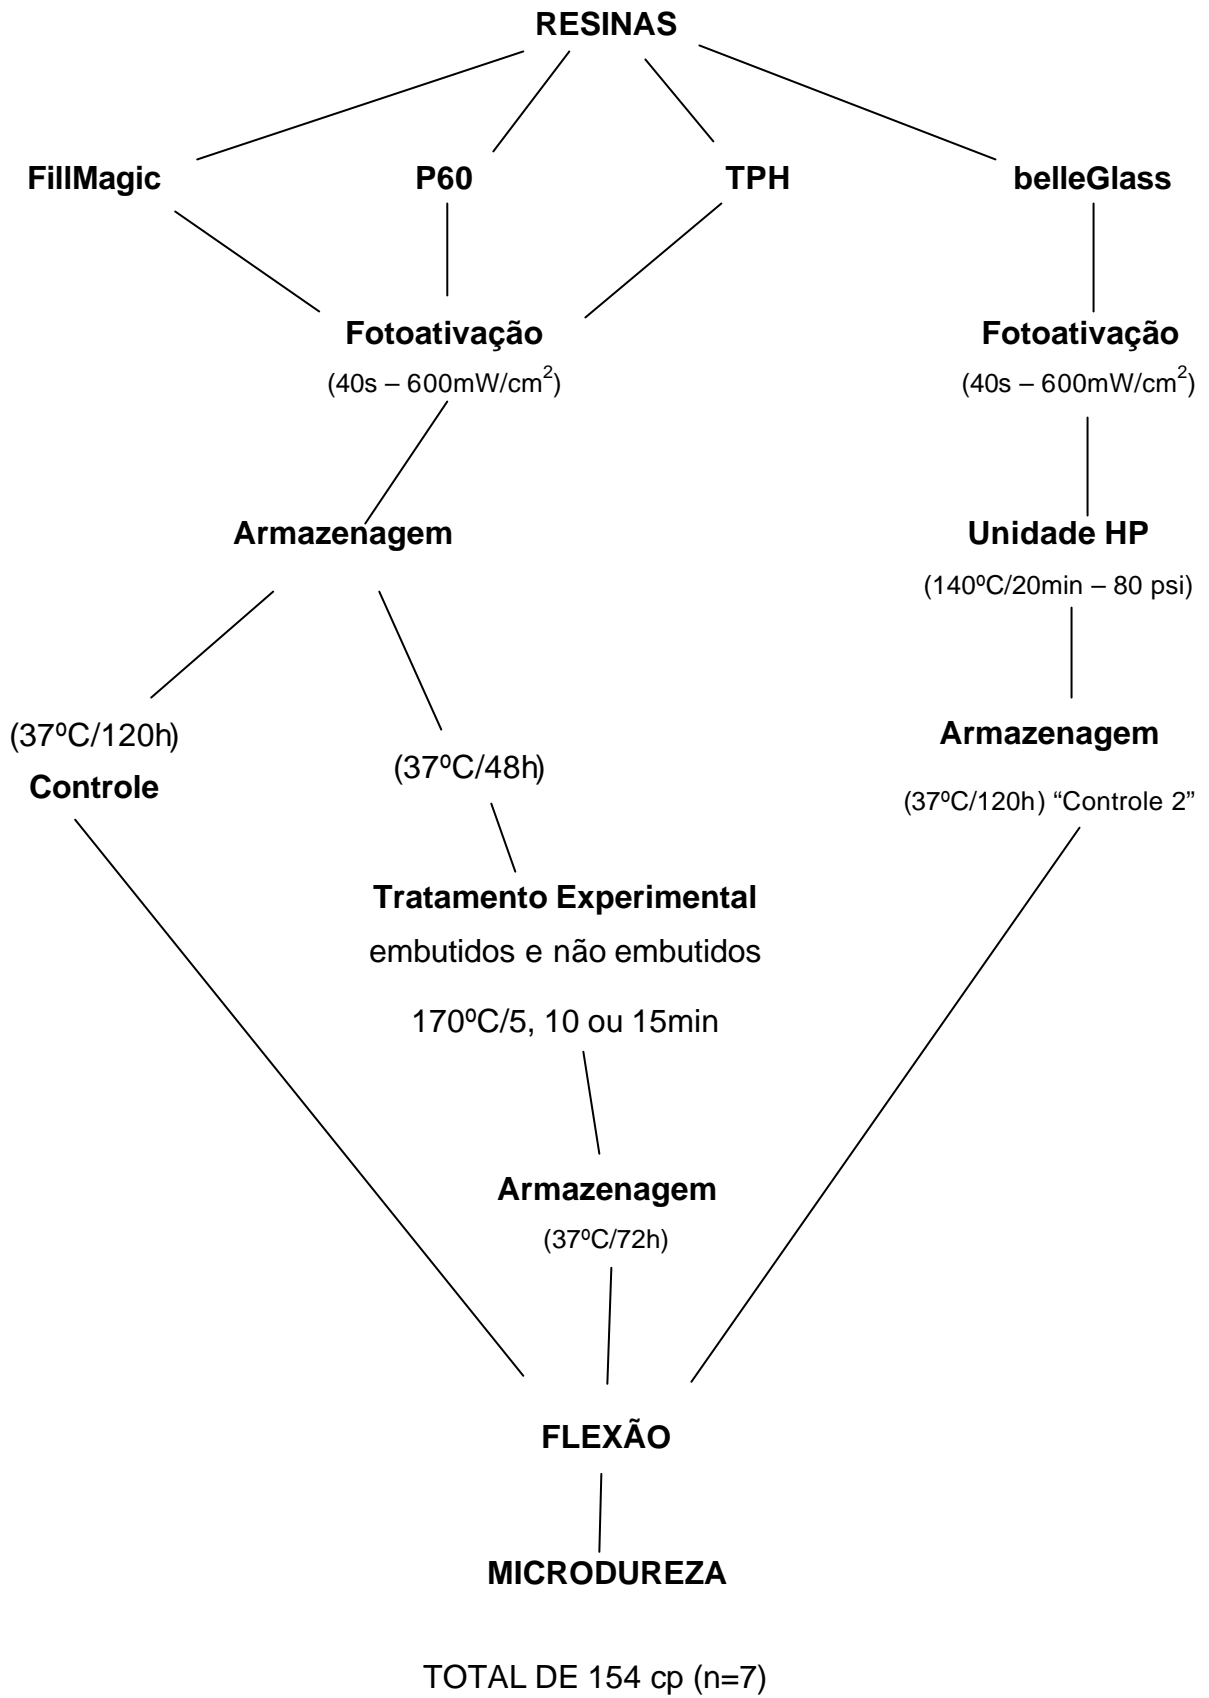 RESINAS
FillMagic P60 TPH belleGlass
Fotoativação Fotoativação
(40s – 600mW/cm²) (40s – 600mW/cm²)
Armazenagem Unidade HP
(140ºC/20min – 80 psi)
(37ºC/120h) Armazenagem
(37ºC/48h)
Controle (37ºC/120h) “Controle 2”
Tratamento Experimental
embutidos e não embutidos
170ºC/5, 10 ou 15min
Armazenagem
(37ºC/72h)
FLEXÃO
MICRODUREZA
TOTAL DE 154 cp (n=7)